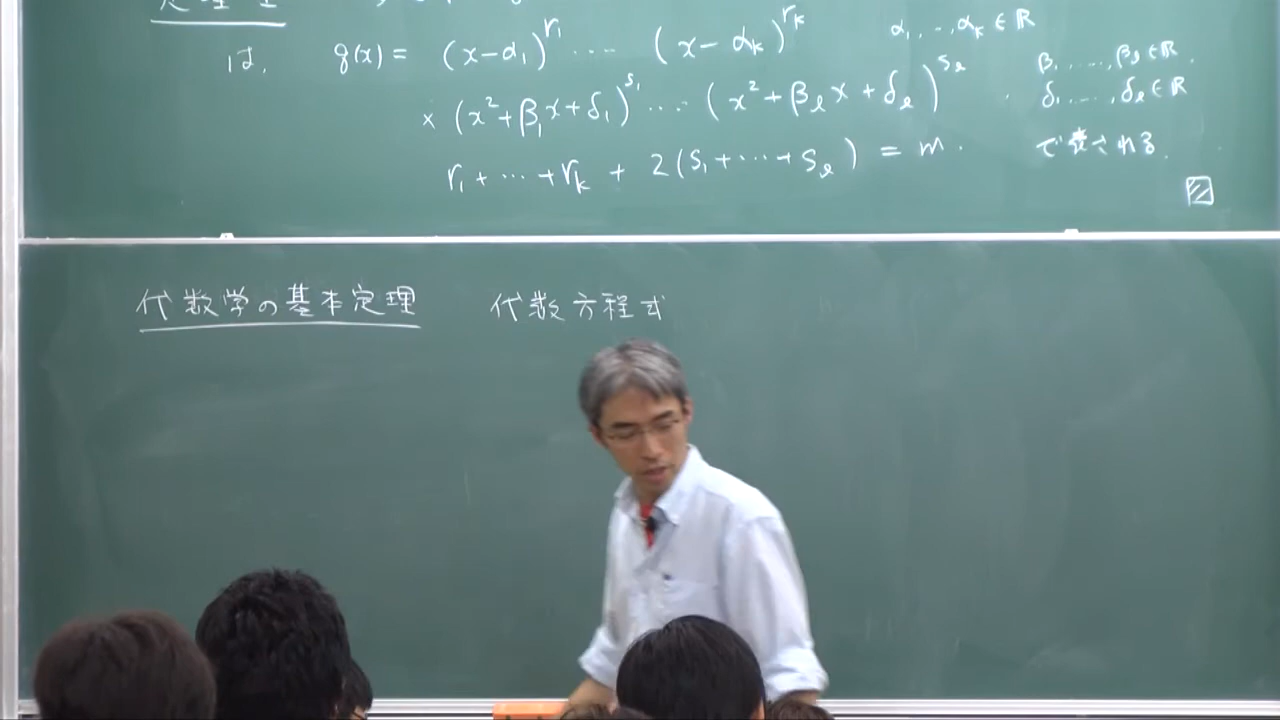 は, g(x) = (x-α₁)^{r₁} ⋯ (x-α_k)^{r_k} α₁, …, α_k ∈ ℝ
× (x²+β₁x+δ₁)^{s₁} ⋯ (x²+β_ℓx+δ_ℓ)^{s_ℓ} . β₁, …, β_ℓ ∈ ℝ.
δ₁, …, δ_ℓ ∈ ℝ
r₁ + ⋯ + r_k + 2(s₁ + ⋯ + s_ℓ) = m. で表される.
代数学の基本定理 代数方程式